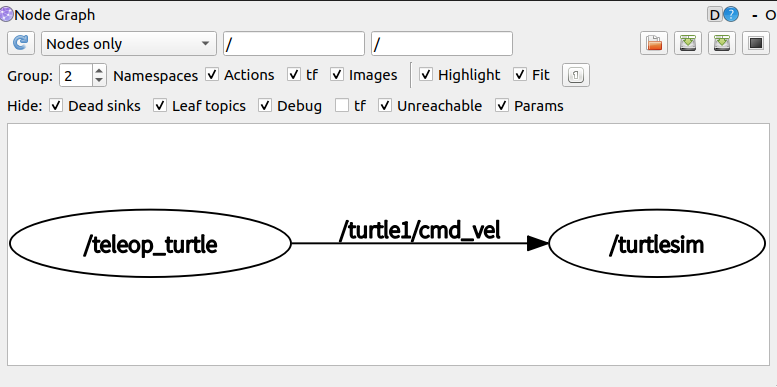 Node Graph D ? - O
Nodes only / /
Group: 2 Namespaces Actions tf Images Highlight Fit
Hide: Dead sinks Leaf topics Debug tf Unreachable Params
/teleop_turtle /turtle1/cmd_vel /turtlesim